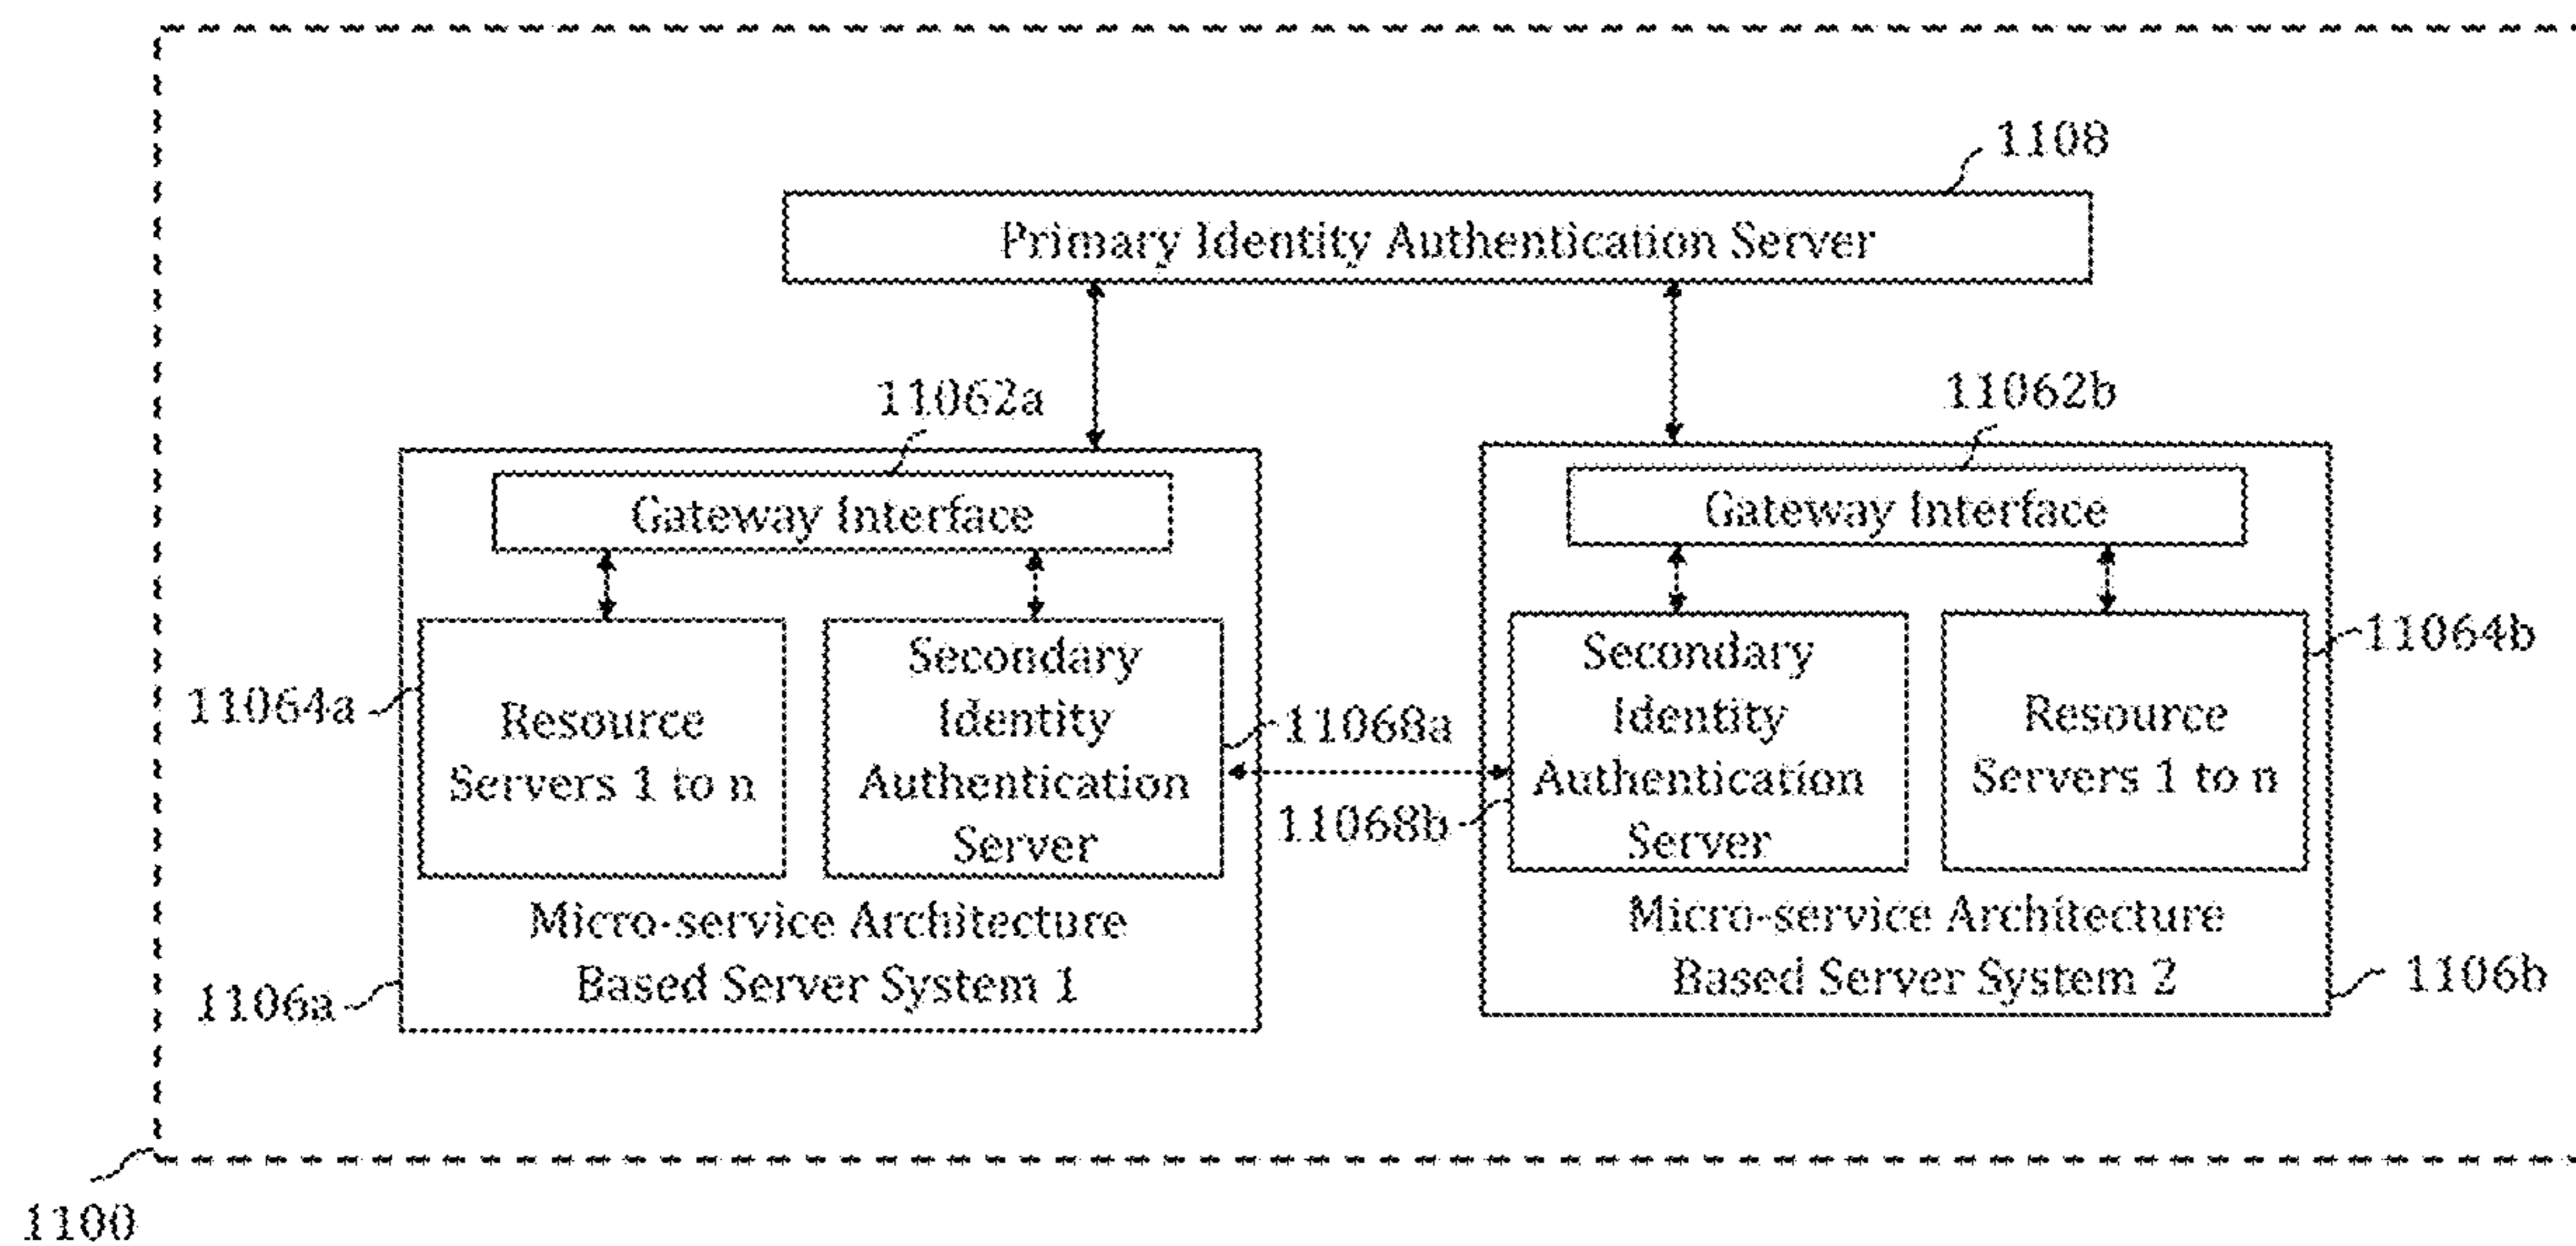 1108
Primary Identity Authentication Server
11062a
11062b
Gateway Interface
Gateway Interface
11064a
Resource
Servers 1 to n
Secondary
Identity
Authentication
Server
11068a
11068b
Secondary
Identity
Authentication
Server
Resource
Servers 1 to n
11064b
Micro-service Architecture
Based Server System 1
1106a
Micro-service Architecture
Based Server System 2
1106b
1100